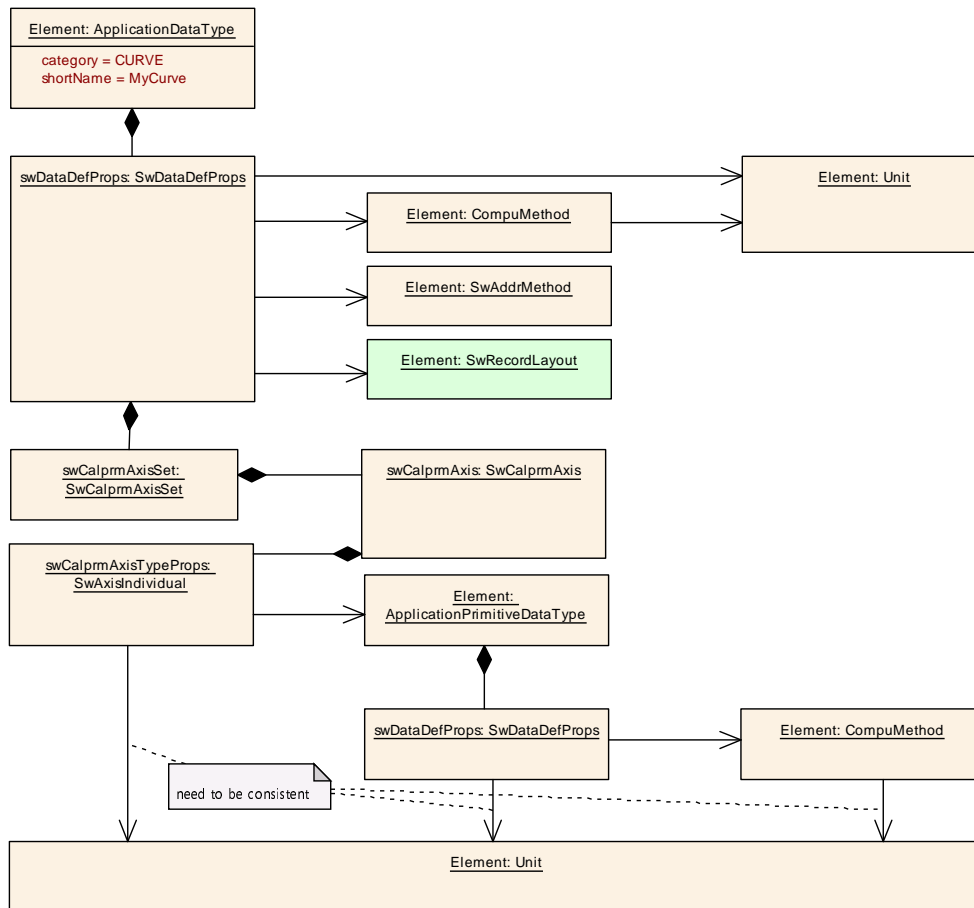 Element: ApplicationDataType
category = CURVE
shortName = MyCurve
swDataDefProps: SwDataDefProps
Element: Unit
Element: CompuMethod
Element: SwAddrMethod
Element: SwRecordLayout
swCalprmAxisSet:
SwCalprmAxisSet
swCalprmAxis: SwCalprmAxis
swCalprmAxisTypeProps:
SwAxisIndividual
Element:
ApplicationPrimitiveDataType
swDataDefProps: SwDataDefProps
Element: CompuMethod
need to be consistent
Element: Unit